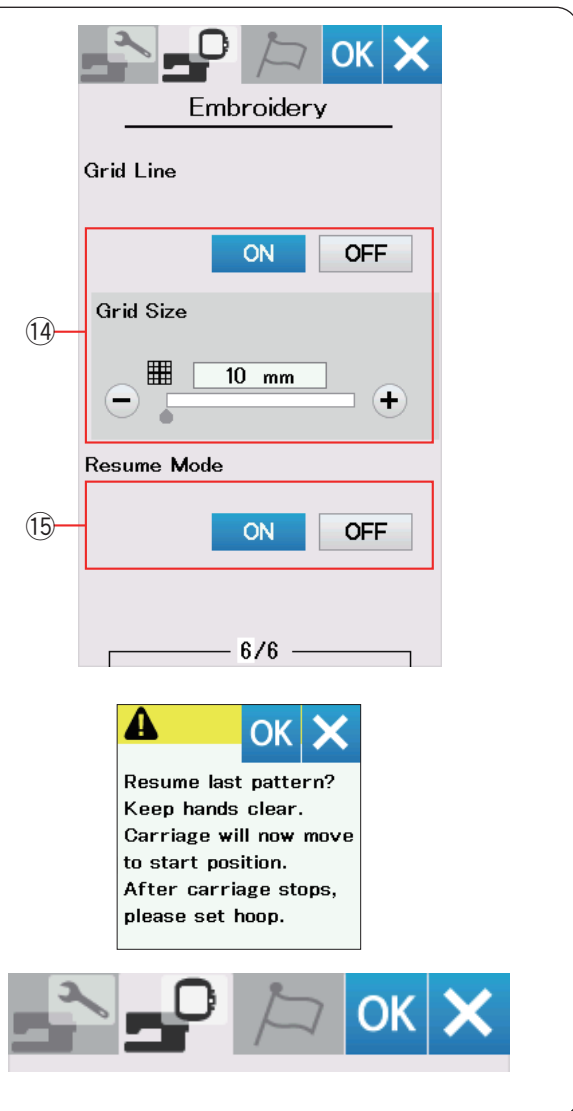 OK
Embroidery
Grid Line
ON OFF
⑭
Grid Size
10 mm
Resume Mode
⑮
ON OFF
6/6
OK
Resume last pattern?
Keep hands clear.
Carriage will now move
to start position.
After carriage stops,
please set hoop.
OK